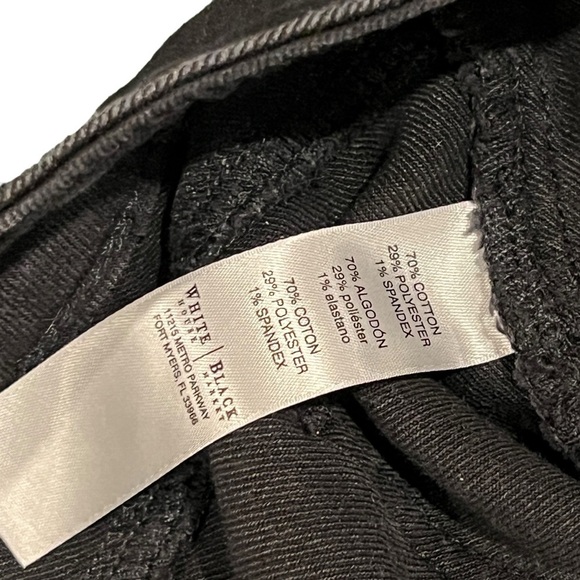 70% COTTON
29% POLYESTER
1% SPANDEX
70% ALGODÓN
29% poliéster
1% elastano
70% COTON
29% POLYESTER
1% SPANDEX
WHITE | BLACK
HOUSE | MARKET
11215 METRO PARKWAY
FORT MYERS, FL 33966